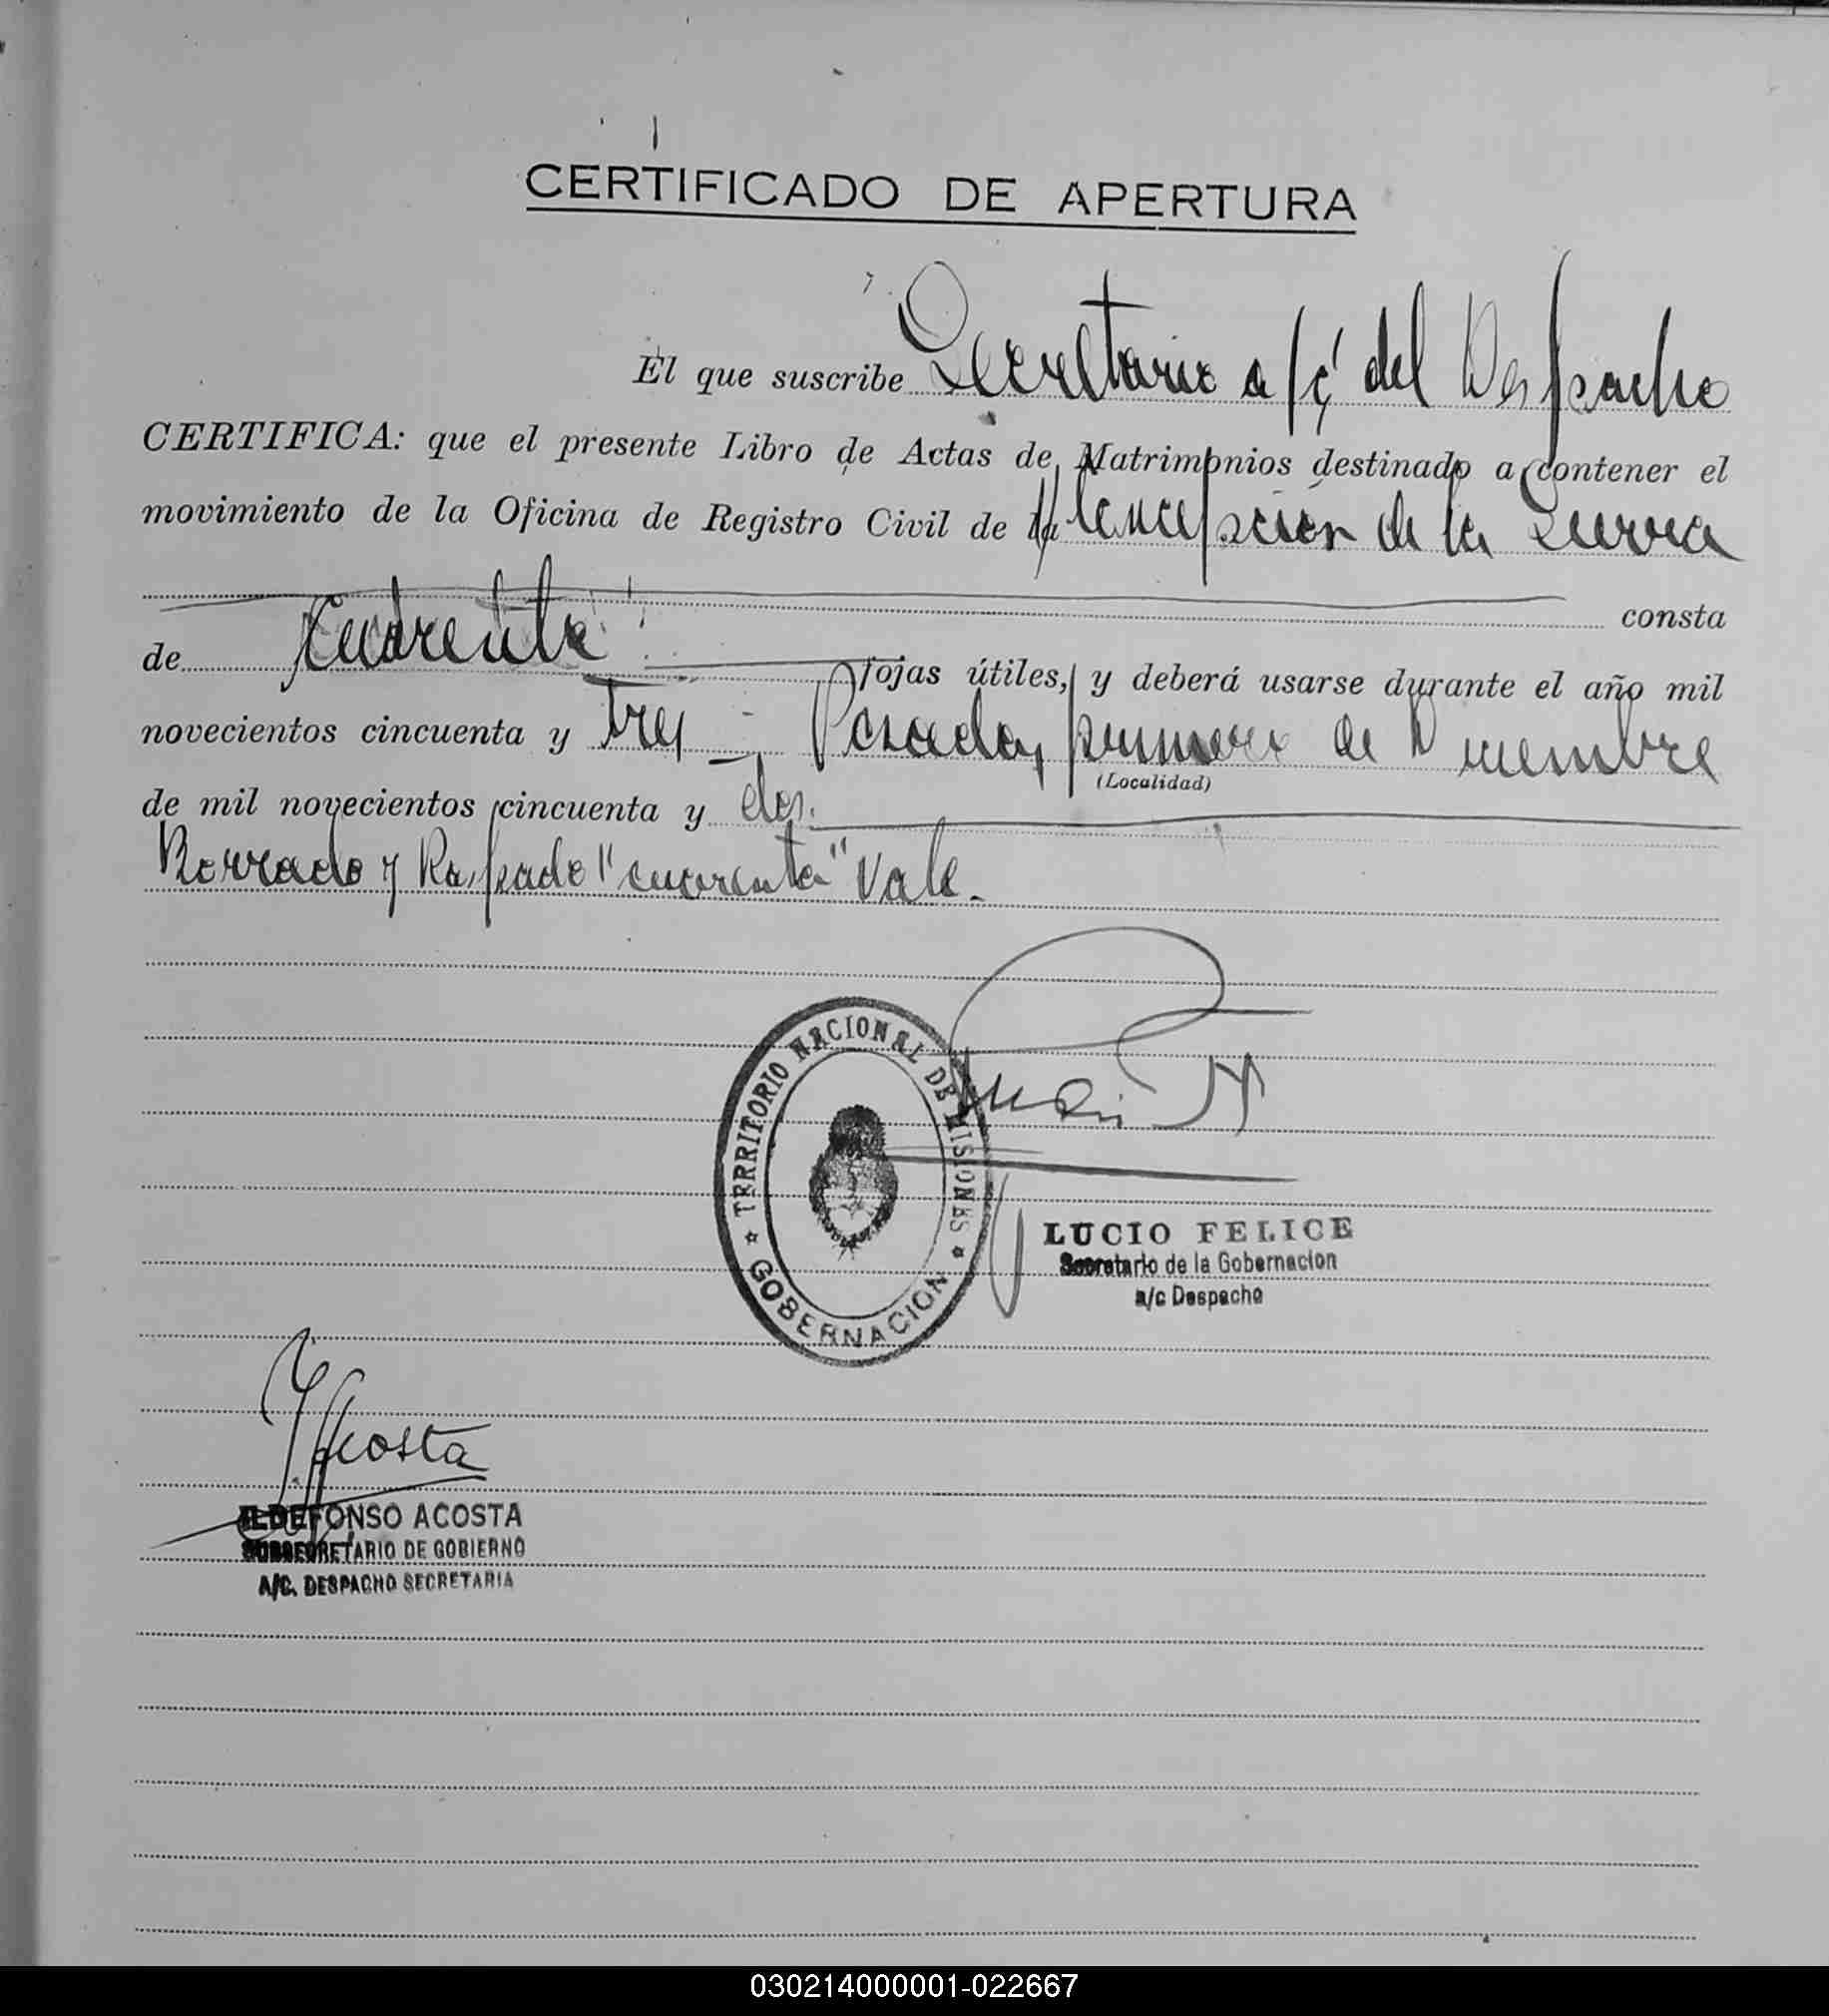 CERTIFICADO DE APERTURA
El que suscribe Secretario a/c del Despacho
CERTIFICA: que el presente Libro de Actas de Matrimonios destinado a contener el
movimiento de la Oficina de Registro Civil de la Concepción de la Sierra
consta
de cuarenta fojas útiles, y deberá usarse durante el año mil
novecientos cincuenta y tres.- Posadas, primero de Diciembre
(Localidad)
de mil novecientos cincuenta y dos.
Borrado y Raspado "cuarenta" Vale.-
TERRITORIO NACIONAL DE MISIONES
GOBERNACION
LUCIO FELICE
Secretario de la Gobernacion
a/c Despacho
Acosta
ILDEFONSO ACOSTA
SUBSECRETARIO DE GOBIERNO
A/C. DESPACHO SECRETARIA
030214000001-022667